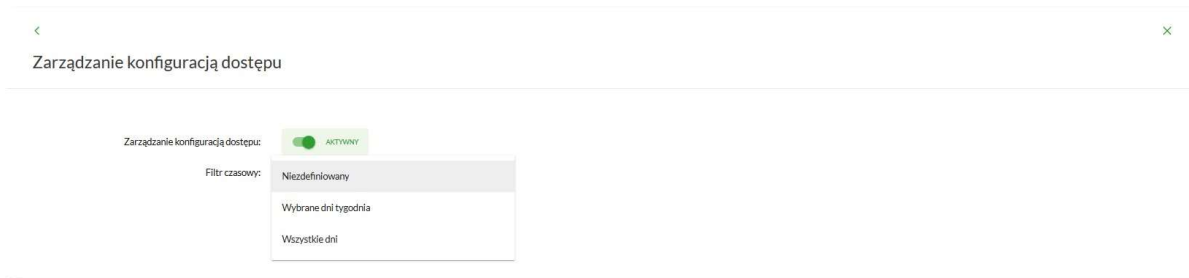 Zarządzanie konfiguracją dostępu
Zarządzanie konfiguracją dostępu:
AKTYWNY
Filtr czasowy:
Niezdefiniowany
Wybrane dni tygodnia
Wszystkie dni